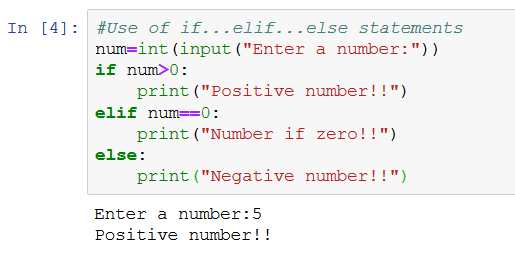 In [4]: #Use of if...elif...else statements
num=int(input("Enter a number:"))
if num>0:
    print("Positive number!!")
elif num==0:
    print("Number if zero!!")
else:
    print("Negative number!!")
Enter a number:5
Positive number!!